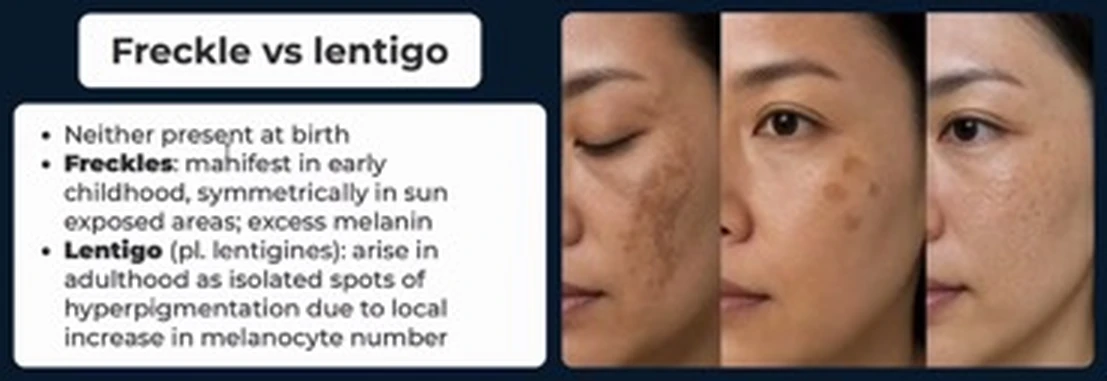 Freckle vs lentigo
• Neither present at birth
• Freckles: manifest in early
childhood, symmetrically in sun
exposed areas; excess melanin
• Lentigo (pl. lentigines): arise in
adulthood as isolated spots of
hyperpigmentation due to local
increase in melanocyte number